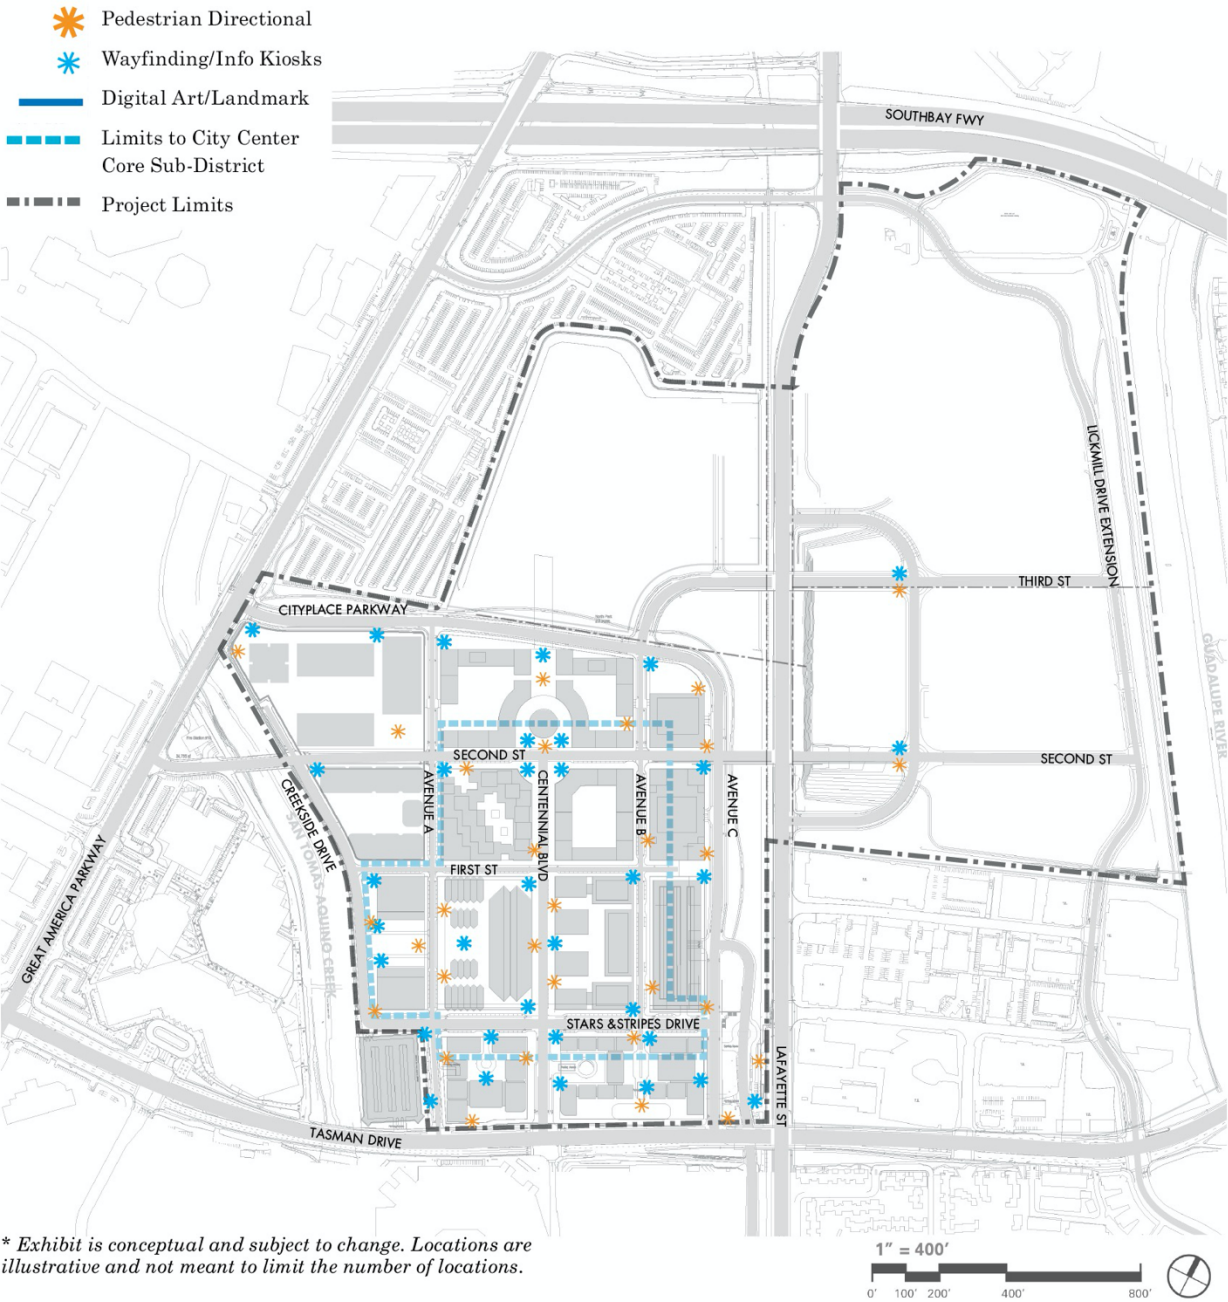 Pedestrian Directional
Wayfinding/Info Kiosks
Digital Art/Landmark
Limits to City Center
Core Sub-District
Project Limits
SOUTHBAY FWY
LICKMILL DRIVE EXTENSION
THIRD ST
CITYPLACE PARKWAY
GUADALUPE RIVER
SECOND ST
SECOND ST
AVENUE A
CENTENNIAL BLVD
AVENUE B
AVENUE C
CREEKSIDE DRIVE
SAN TOMAS AQUINO CREEK
GREAT AMERICA PARKWAY
FIRST ST
STARS &STRIPES DRIVE
LAFAYETTE ST
TASMAN DRIVE
* Exhibit is conceptual and subject to change. Locations are
illustrative and not meant to limit the number of locations.
1” = 400’
0’ 100’ 200’ 400’ 800’